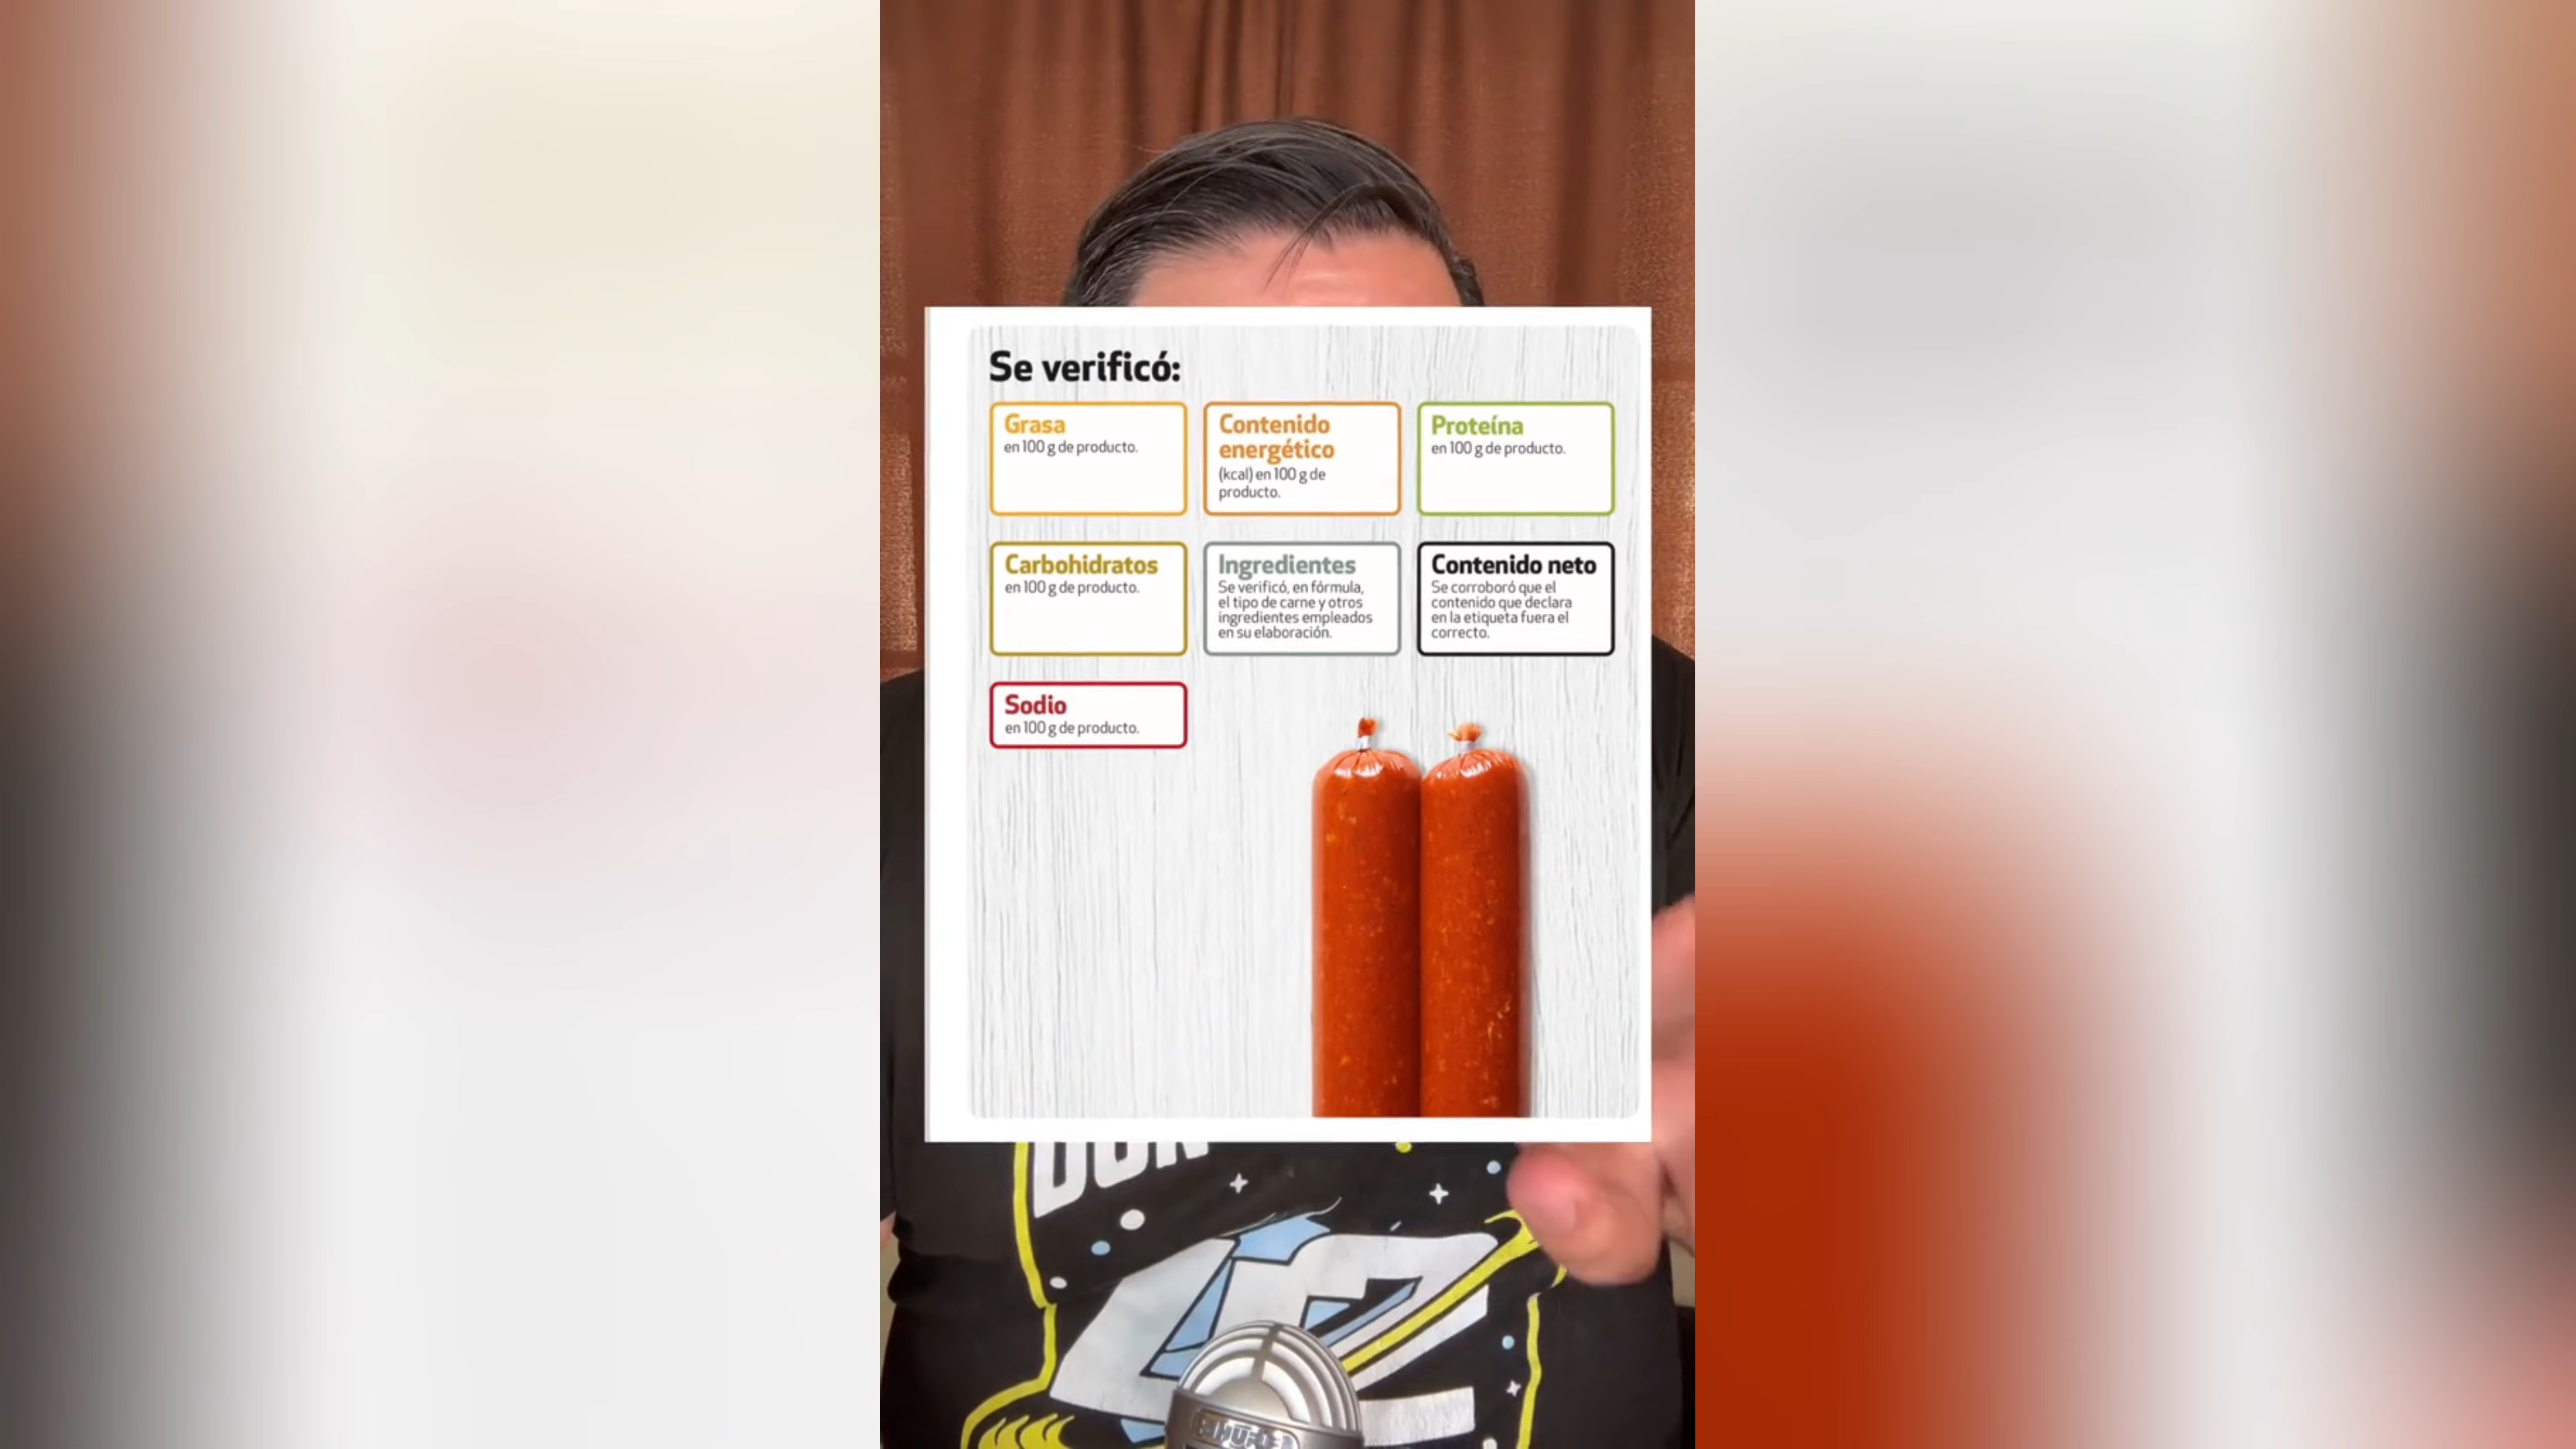 Se verificó:
Grasa
en 100 g de producto.
Contenido
energético
(kcal) en 100 g de
producto.
Proteína
en 100 g de producto.
Carbohidratos
en 100 g de producto.
Ingredientes
Se verificó, en fórmula,
el tipo de carne y otros
ingredientes empleados
en su elaboración.
Contenido neto
Se corroboró que el
contenido que declara
en la etiqueta fuera el
correcto.
Sodio
en 100 g de producto.